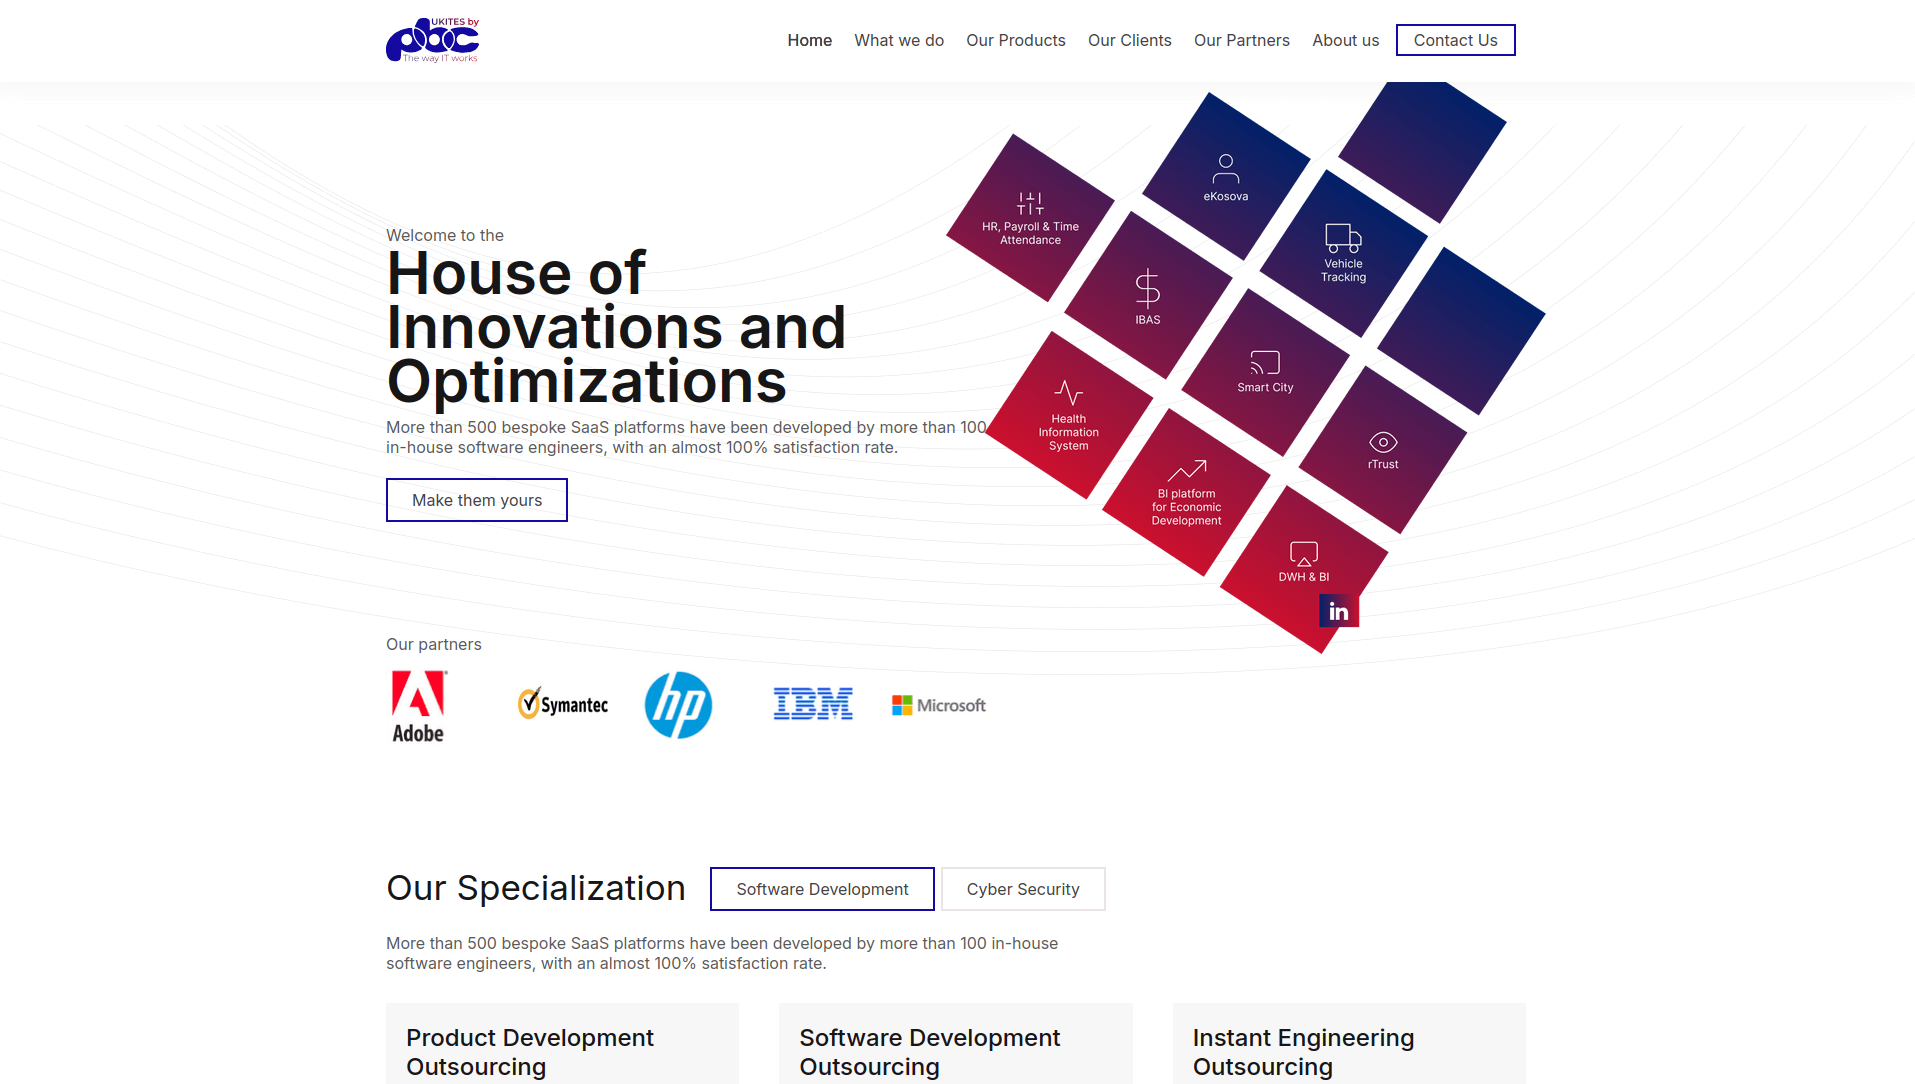 UKITES by
pbc
The way IT works
Home
What we do
Our Products
Our Clients
Our Partners
About us
Contact Us
Welcome to the
House of
Innovations and
Optimizations
More than 500 bespoke SaaS platforms have been developed by more than 100
in-house software engineers, with an almost 100% satisfaction rate.
Make them yours
HR, Payroll & Time
Attendance
eKosova
IBAS
Vehicle
Tracking
Health
Information
System
Smart City
BI platform
for Economic
Development
rTrust
DWH & BI
in
Our partners
Adobe
Symantec
hp
IBM
Microsoft
Our Specialization
Software Development
Cyber Security
More than 500 bespoke SaaS platforms have been developed by more than 100 in-house
software engineers, with an almost 100% satisfaction rate.
Product Development
Outsourcing
Software Development
Outsourcing
Instant Engineering
Outsourcing